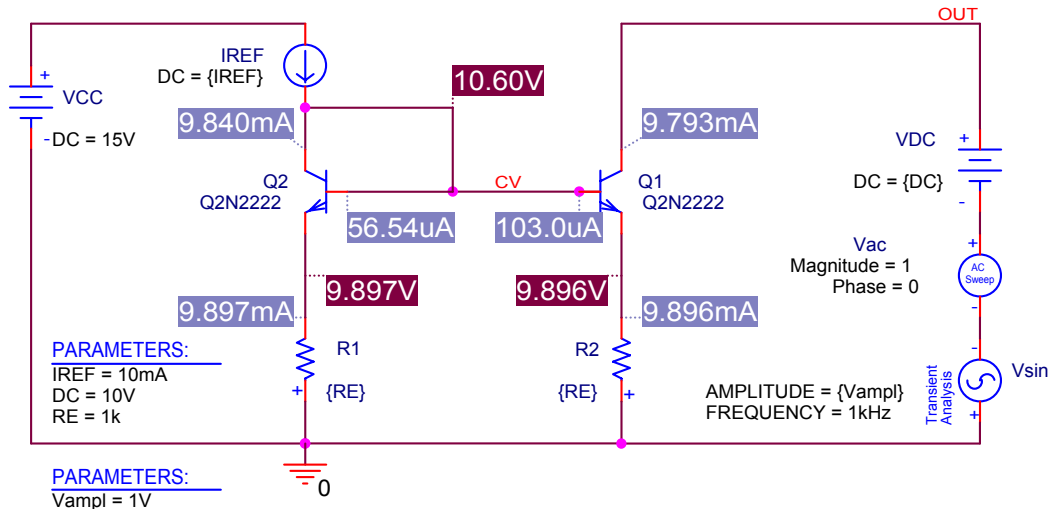 OUT
IREF
DC = {IREF}
10.60V
VCC
DC = 15V
+
-
9.840mA
9.793mA
VDC
+
DC = {DC}
-
Q2
Q2N2222
CV
Q1
Q2N2222
56.54uA
103.0uA
Vac
Magnitude = 1
Phase = 0
+
AC
Sweep
-
9.897V
9.896V
9.897mA
9.896mA
PARAMETERS:
IREF = 10mA
DC = 10V
RE = 1k
R1
{RE}
+
R2
{RE}
+
AMPLITUDE = {Vampl}
FREQUENCY = 1kHz
Transient
Analysis
-
Vsin
+
0
PARAMETERS:
Vampl = 1V